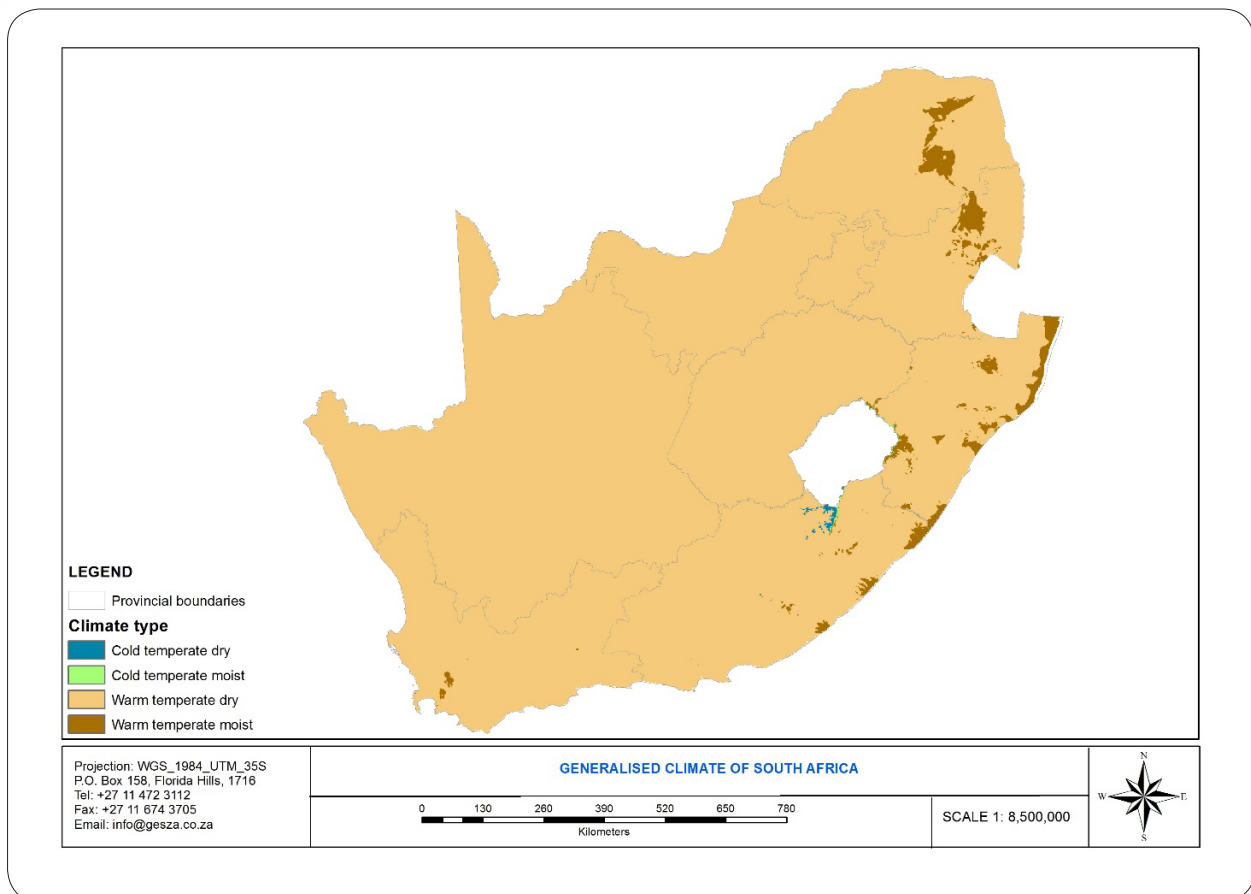 LEGEND
Provincial boundaries
Climate type
Cold temperate dry
Cold temperate moist
Warm temperate dry
Warm temperate moist
Projection: WGS_1984_UTM_35S
P.O. Box 158, Florida Hills, 1716
Tel: +27 11 472 3112
Fax: +27 11 674 3705
Email: info@gesza.co.za
GENERALISED CLIMATE OF SOUTH AFRICA
0 130 260 390 520 650 780
Kilometers
SCALE 1: 8,500,000
N
W E
S